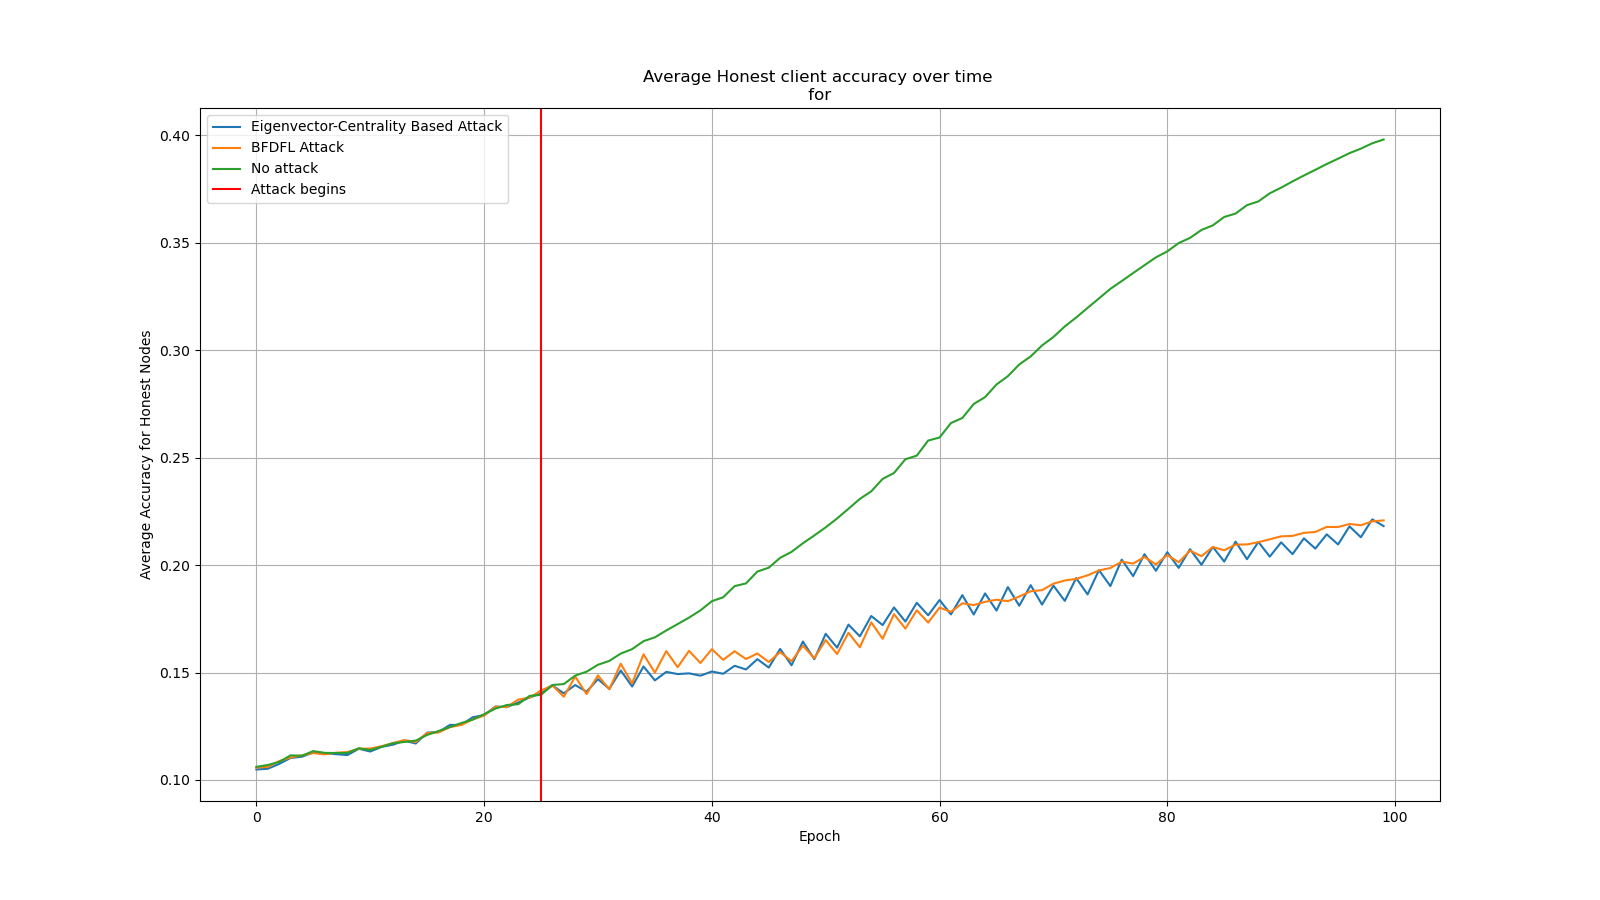 Average Honest client accuracy over time
for
Eigenvector-Centrality Based Attack
BFDFL Attack
No attack
Attack begins
0.40
0.35
0.30
0.25
0.20
0.15
0.10
Average Accuracy for Honest Nodes
0 20 40 60 80 100
Epoch